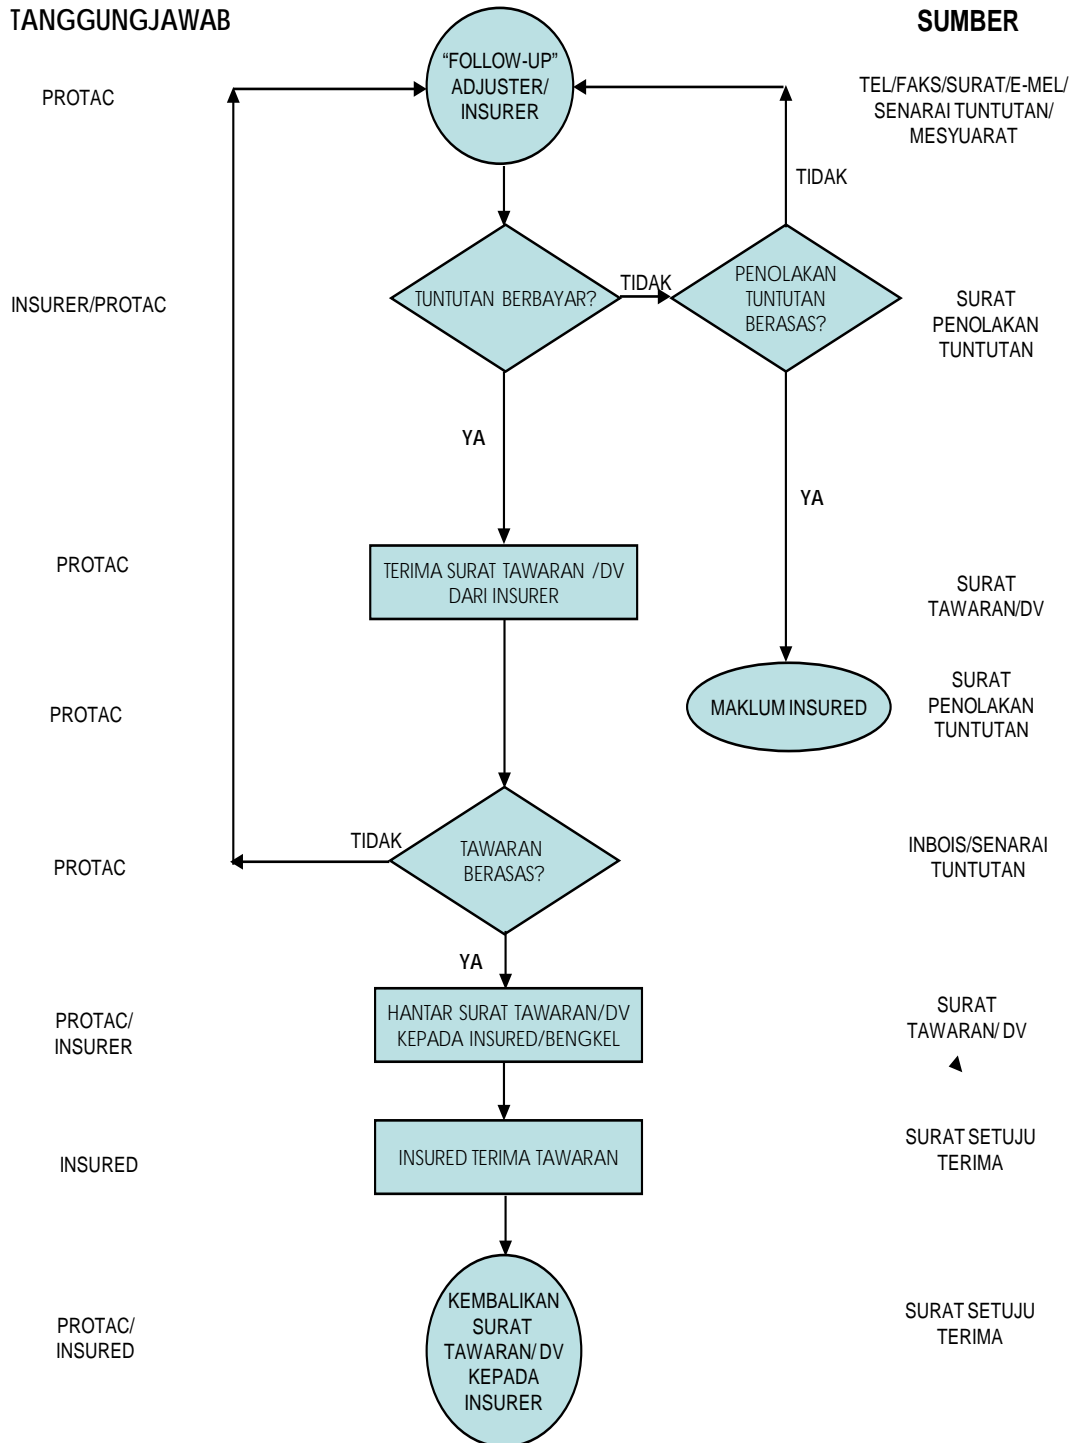 TANGGUNGJAWAB
SUMBER
PROTAC
“FOLLOW-UP”
ADJUSTER/
INSURER
TEL/FAKS/SURAT/E-MEL/
SENARAI TUNTUTAN/
MESYUARAT
TIDAK
INSURER/PROTAC
TUNTUTAN BERBAYAR?
TIDAK
PENOLAKAN
TUNTUTAN
BERASAS?
SURAT
PENOLAKAN
TUNTUTAN
YA
YA
PROTAC
TERIMA SURAT TAWARAN /DV
DARI INSURER
SURAT
TAWARAN/DV
PROTAC
MAKLUM INSURED
SURAT
PENOLAKAN
TUNTUTAN
PROTAC
TIDAK
TAWARAN
BERASAS?
INBOIS/SENARAI
TUNTUTAN
YA
PROTAC/
INSURER
HANTAR SURAT TAWARAN/DV
KEPADA INSURED/BENGKEL
SURAT
TAWARAN/ DV
INSURED
INSURED TERIMA TAWARAN
SURAT SETUJU
TERIMA
PROTAC/
INSURED
KEMBALIKAN
SURAT
TAWARAN/ DV
KEPADA
INSURER
SURAT SETUJU
TERIMA